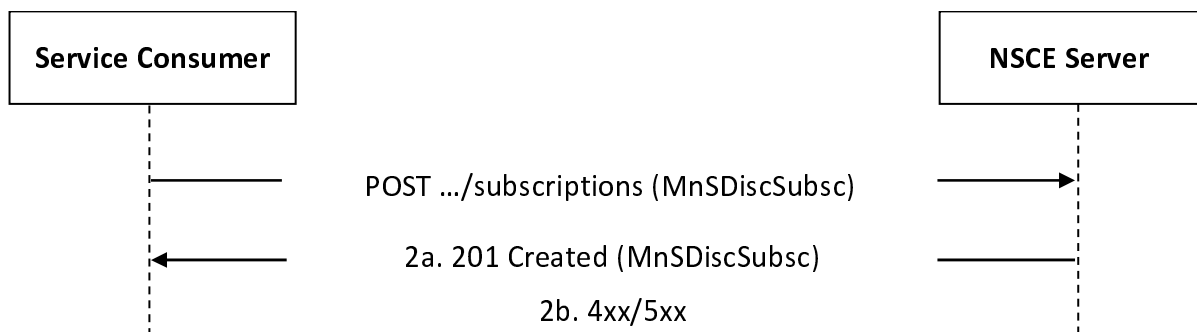 Service Consumer
NSCE Server
POST …/subscriptions (MnSDiscSubsc)
2a. 201 Created (MnSDiscSubsc)
2b. 4xx/5xx